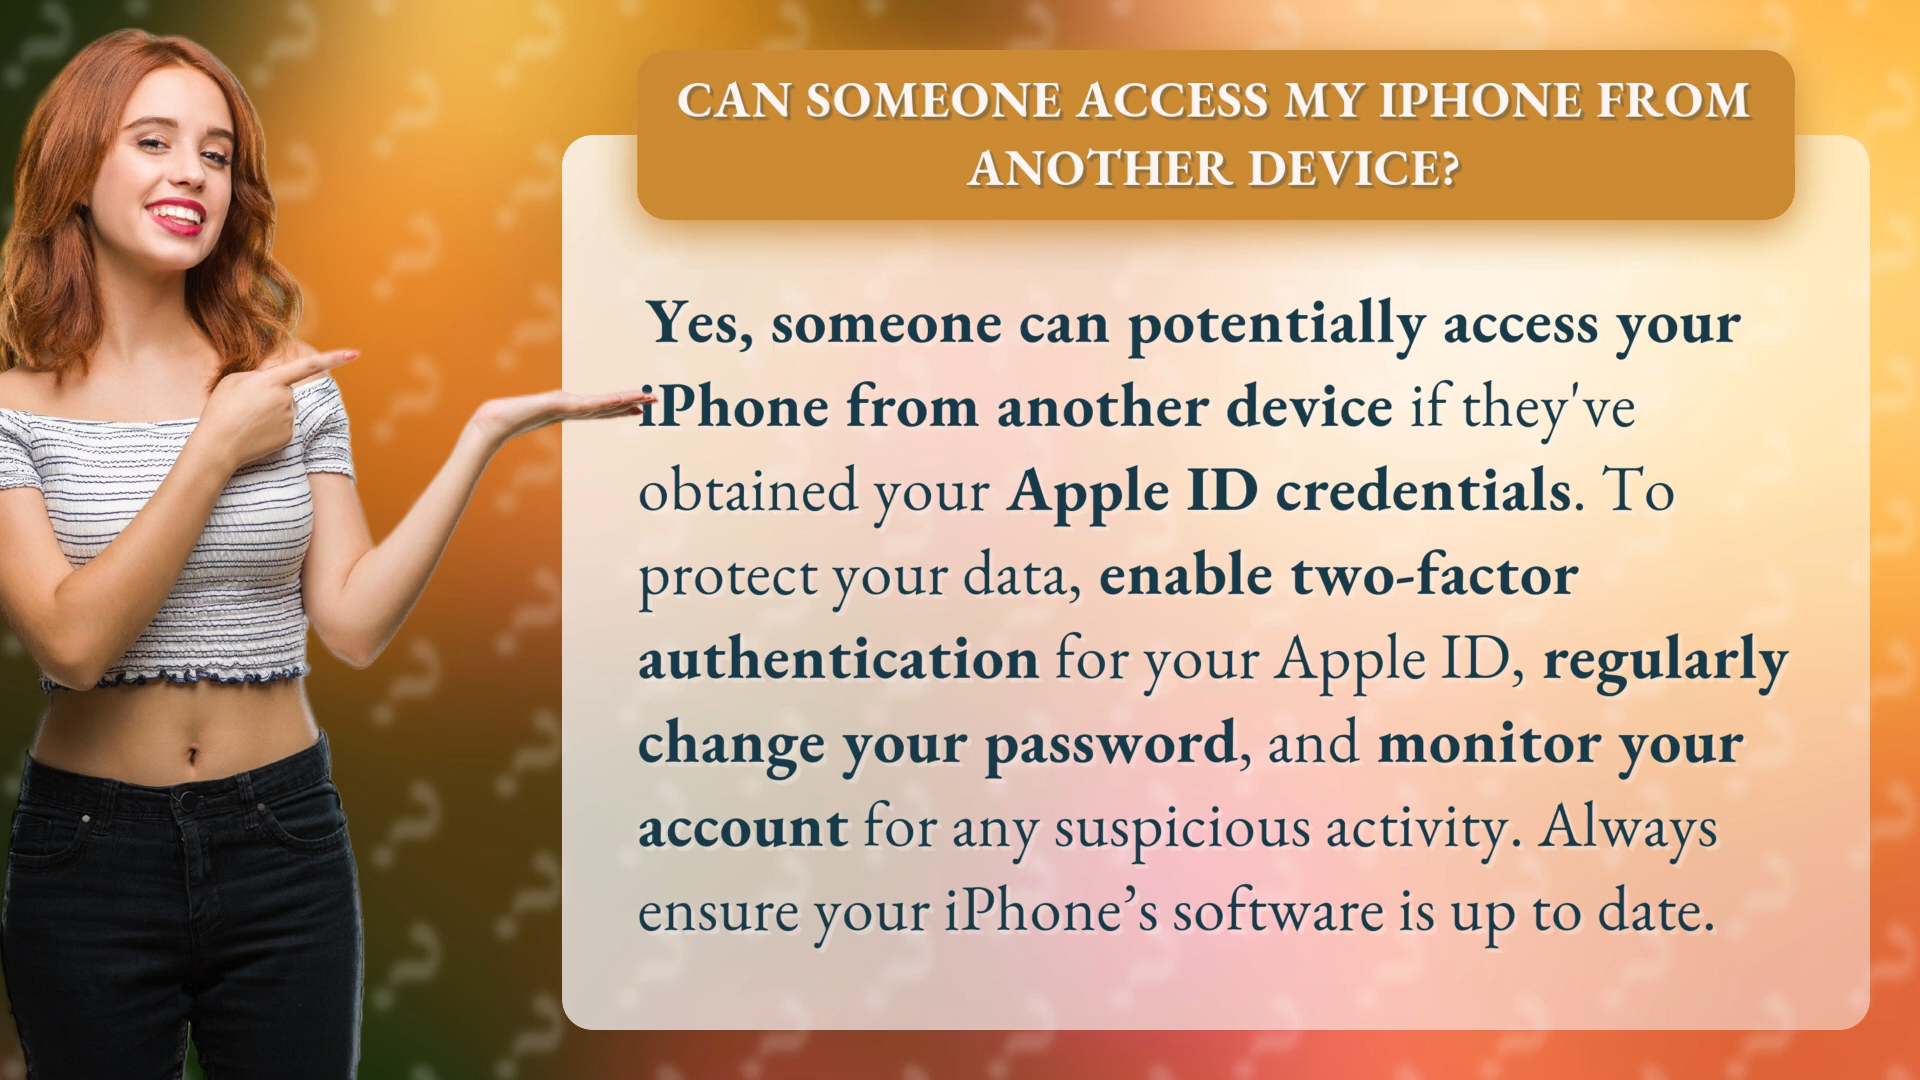 CAN SOMEONE ACCESS MY IPHONE FROM
ANOTHER DEVICE?
Yes, someone can potentially access your
iPhone from another device if they've
obtained your Apple ID credentials. To
protect your data, enable two-factor
authentication for your Apple ID, regularly
change your password, and monitor your
account for any suspicious activity. Always
ensure your iPhone’s software is up to date.